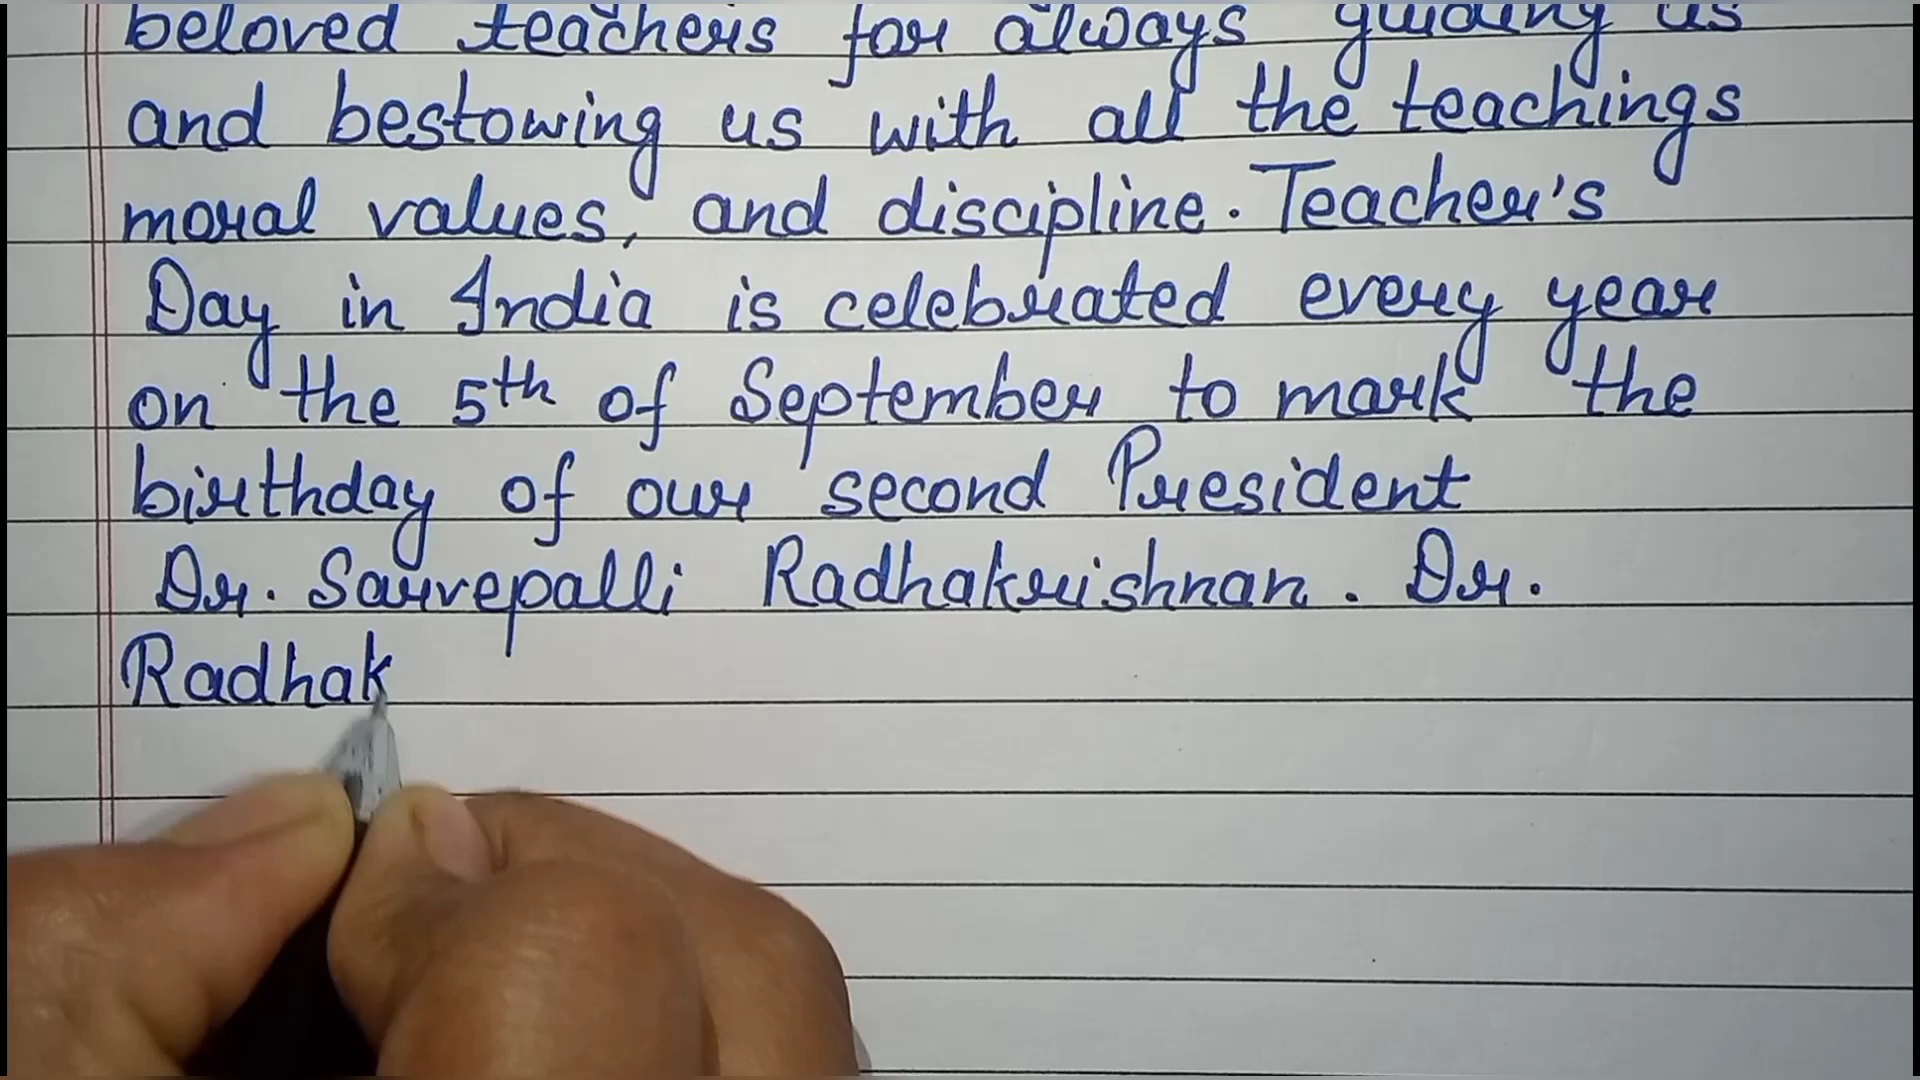 beloved teachers for always guiding us
and bestowing us with all the teachings
moral values, and discipline. Teacher's
Day in India is celebrated every year
on the 5th of September to mark the
birthday of our second President
Dr. Sarvepalli Radhakrishnan. Dr.
Radhak